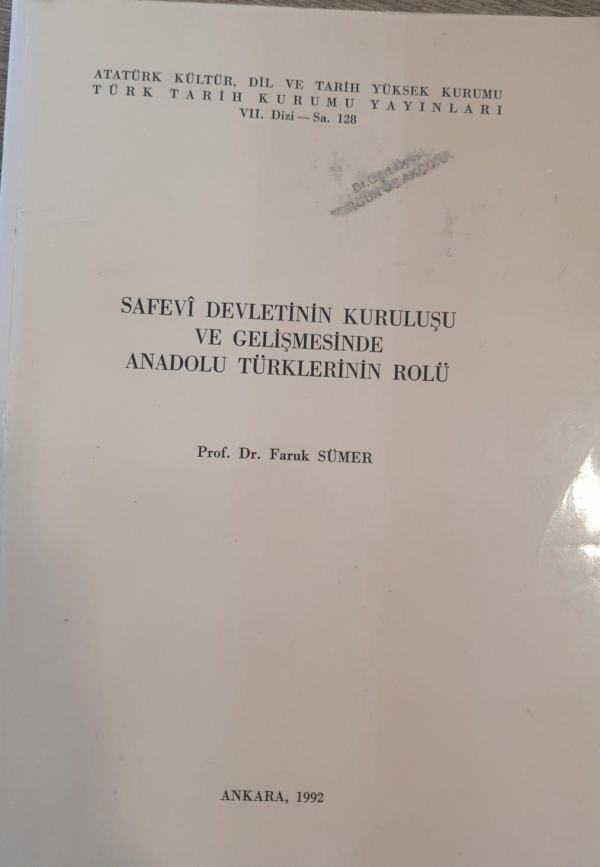 ATATÜRK KÜLTÜR, DİL VE TARİH YÜKSEK KURUMU
TÜRK TARİH KURUMU YAYINLARI
VII. Dizi — Sa. 128
SAFEVÎ DEVLETİNİN KURULUŞU
VE GELİŞMESİNDE
ANADOLU TÜRKLERİNİN ROLÜ
Prof. Dr. Faruk SÜMER
ANKARA, 1992